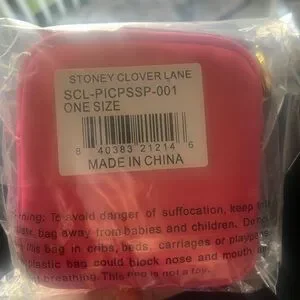 STONEY CLOVER LANE
SCL-PICPSSP-001
ONE SIZE
8 40383 21214 6
MADE IN CHINA
To avoid danger of suffocation, keep
bag away from babies and children. Do
this bag in cribs, beds, carriages or
plastic bag could block nose and mouth
breathing. This bag is not a